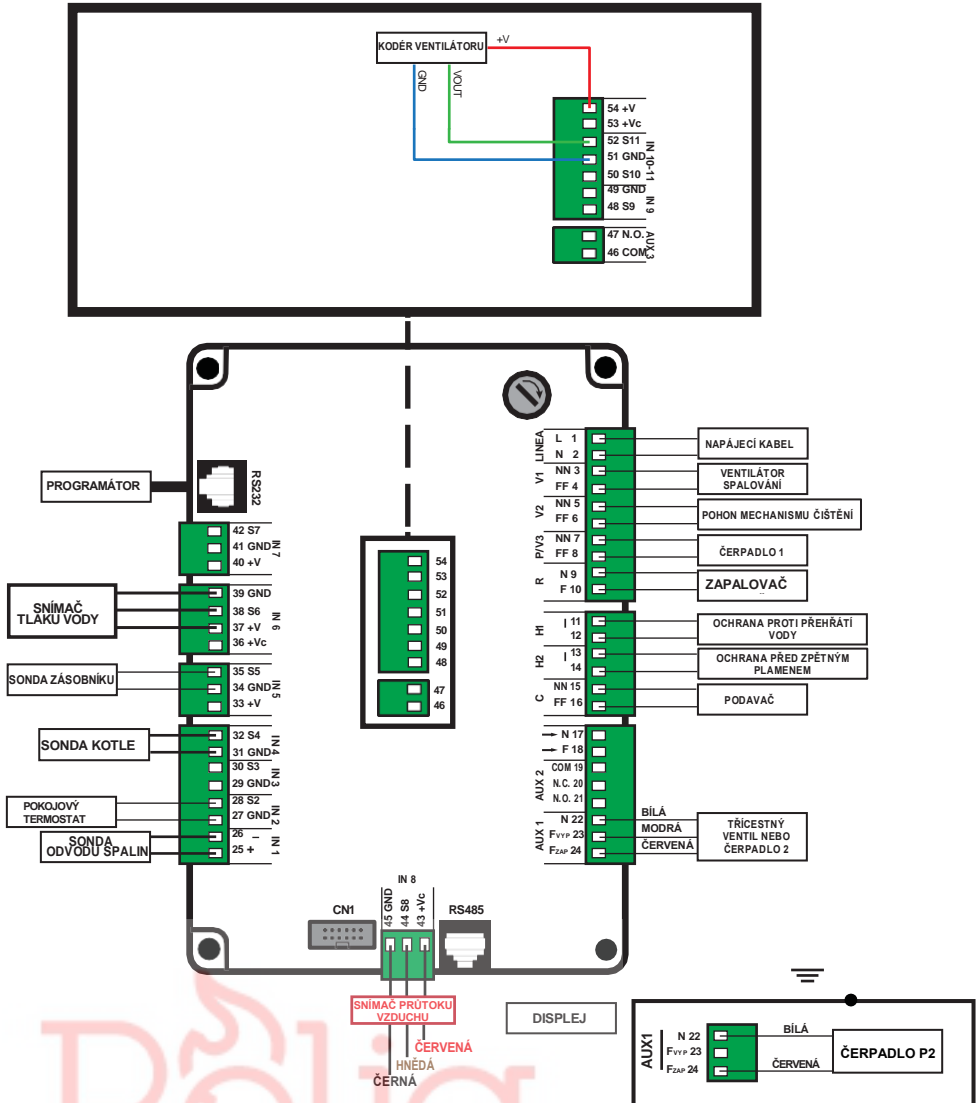 KODÉR VENTILÁTORU
+V
GND
VOUT
54 +V
53 +Vc
52 S11
51 GND
50 S10
49 GND
48 S9
IN 10-11
IN 9
47 N.O.
46 COM
AUX 3
PROGRAMÁTOR
RS232
42 S7
41 GND
40 +V
IN 7
SNÍMAČ
TLAKU VODY
39 GND
38 S6
37 +V
36 +Vc
IN 6
SONDA ZÁSOBNÍKU
35 S5
34 GND
33 +V
IN 5
SONDA KOTLE
32 S4
31 GND
IN 4
30 S3
29 GND
IN 3
POKOJOVÝ
TERMOSTAT
28 S2
27 GND
IN 2
SONDA
ODVODU SPALIN
26 –
25 +
IN 1
54
53
52
51
50
49
48
47
46
LINEA
L 1
N 2
NAPÁJECÍ KABEL
V1
NN 3
FF 4
VENTILÁTOR
SPALOVÁNÍ
V2
NN 5
FF 6
POHON MECHANISMU ČIŠTĚNÍ
P/V3
NN 7
FF 8
ČERPADLO 1
R
N 9
F 10
ZAPALOVAČ
H1
I 11
12
OCHRANA PROTI PŘEHŘÁTÍ
VODY
H2
I 13
14
OCHRANA PŘED ZPĚTNÝM
PLAMENEM
C
NN 15
FF 16
PODAVAČ
N 17
F 18
AUX 2
COM 19
N.C. 20
N.O. 21
AUX 1
N 22
FVYP 23
FZAP 24
BÍLÁ
MODRÁ
ČERVENÁ
TŘÍCESTNÝ
VENTIL NEBO
ČERPADLO 2
CN1
IN 8
45 GND
44 S8
43 +Vc
RS485
SNÍMAČ PRŮTOKU
VZDUCHU
ČERVENÁ
HNĚDÁ
ČERNÁ
DISPLEJ
AUX1
N 22
FVYP 23
FZAP 24
BÍLÁ
ČERVENÁ
ČERPADLO P2